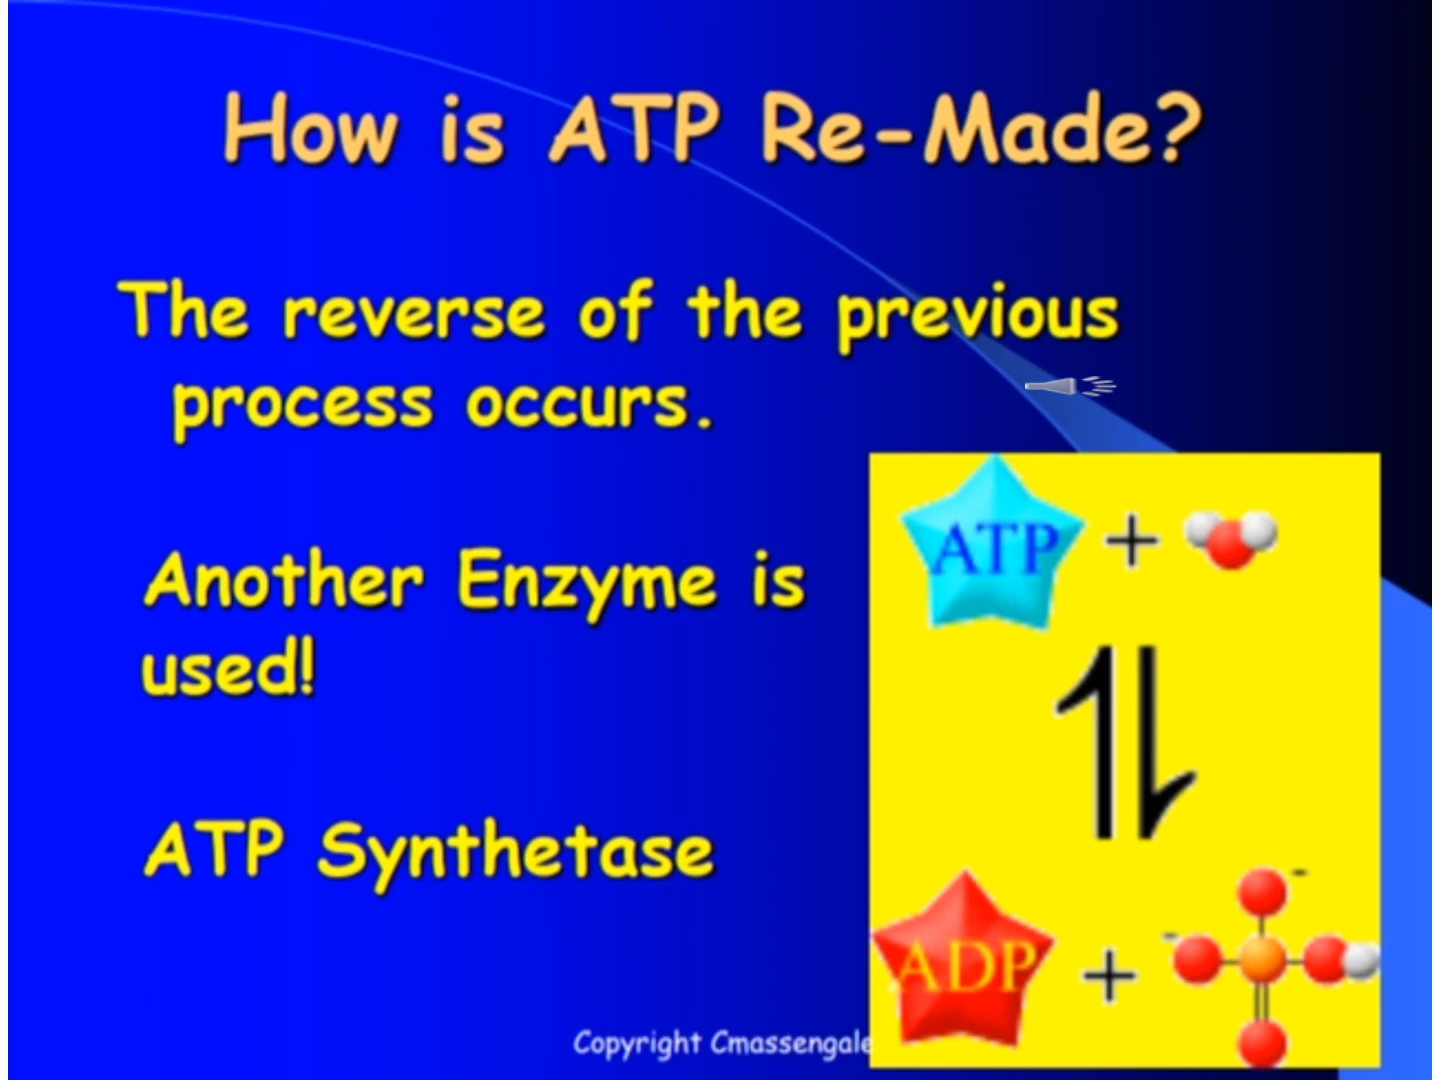 How is ATP Re-Made?
The reverse of the previous
process occurs.
Another Enzyme is
used!
ATP Synthetase
ATP +
ADP +
-
-
Copyright Cmassengale